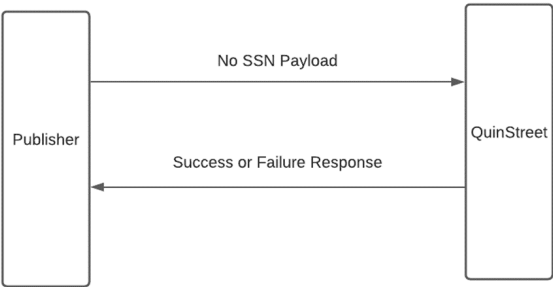 No SSN Payload
Publisher
QuinStreet
Success or Failure Response